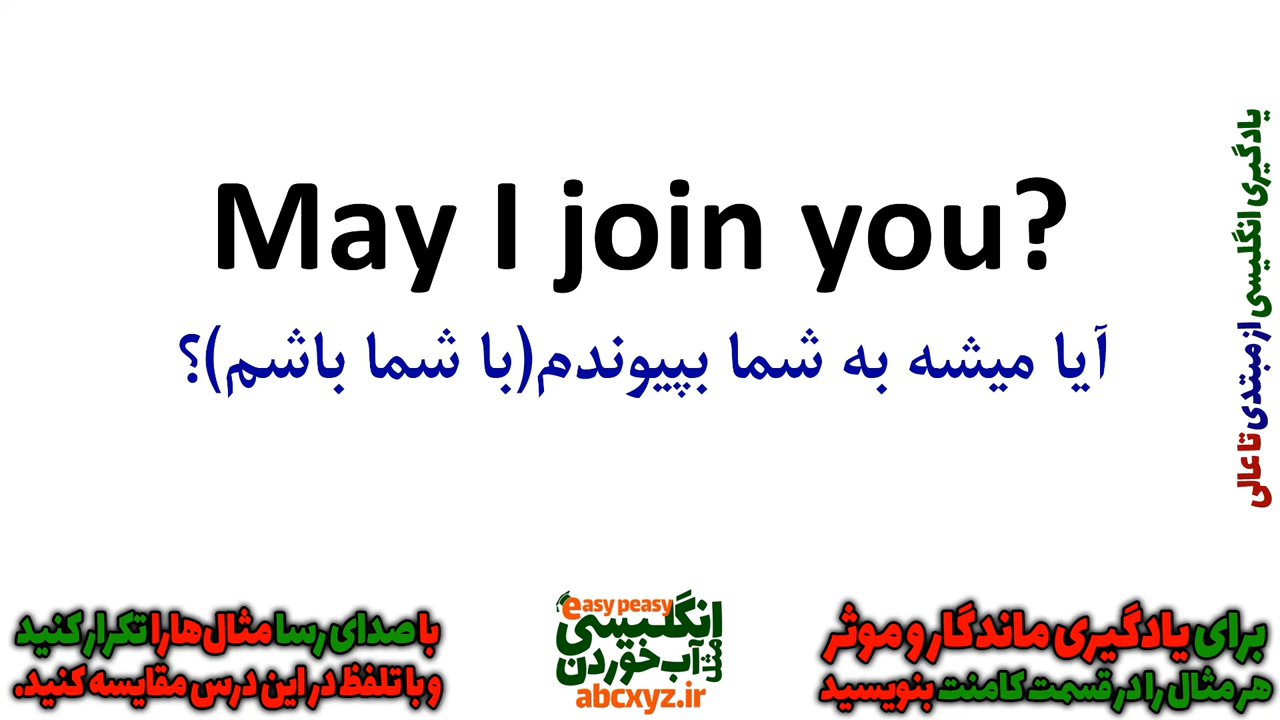 May I join you?
آیا میشه به شما بپیوندم(با شما باشم)؟
یادگیری انگلیسی از مبتدی تا عالی
برای یادگیری ماندگار و موثر
هر مثال را در قسمت کامنت بنویسید
easy peasy
انگلیسی
مثل آب خوردن
abcxyz.ir
با صدای رسا مثال‌ها را تکرار کنید
و با تلفظ در این درس مقایسه کنید.